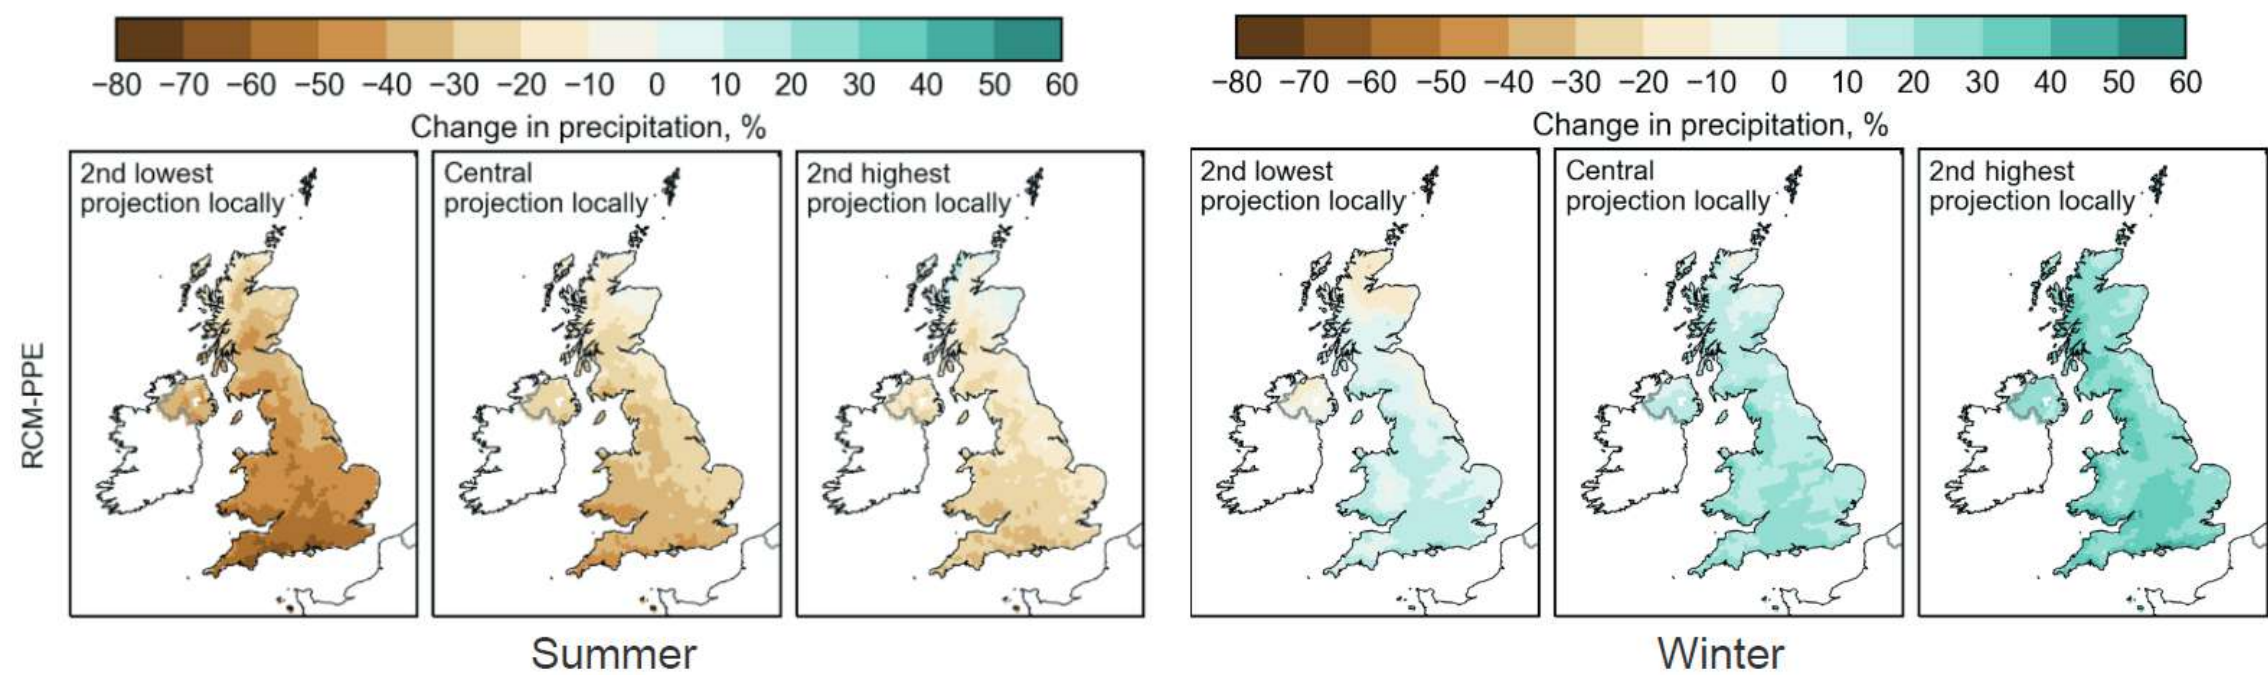 −80 −70 −60 −50 −40 −30 −20 −10 0 10 20 30 40 50 60
Change in precipitation, %
2nd lowest
projection locally
Central
projection locally
2nd highest
projection locally
RCM-PPE
Summer
−80 −70 −60 −50 −40 −30 −20 −10 0 10 20 30 40 50 60
Change in precipitation, %
2nd lowest
projection locally
Central
projection locally
2nd highest
projection locally
Winter